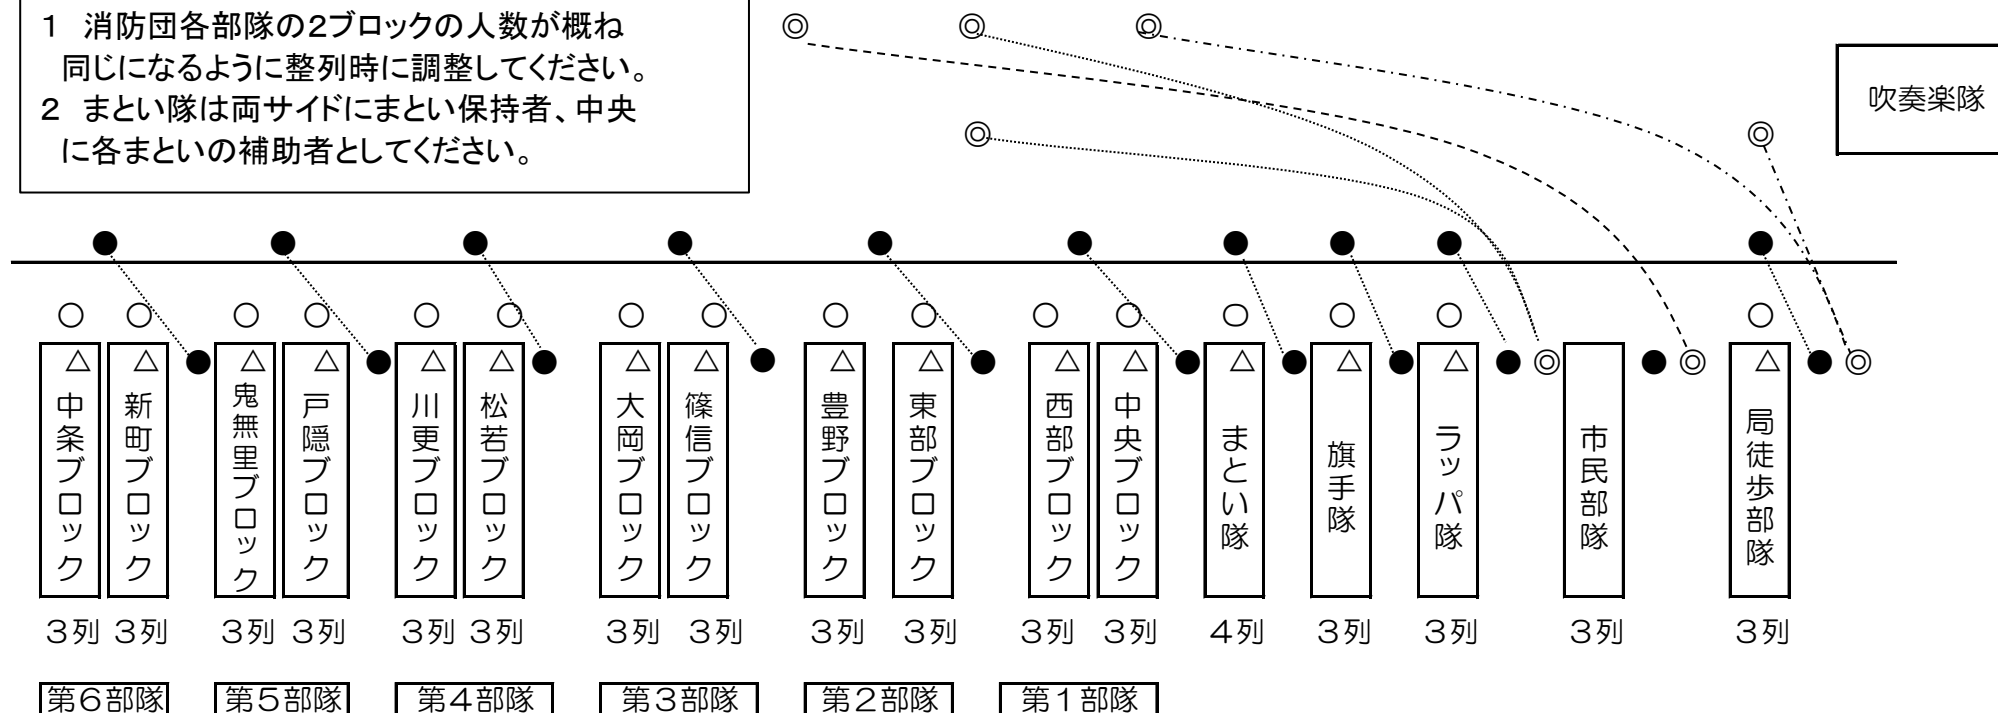 1 消防団各部隊の2ブロックの人数が概ね
同じになるように整列時に調整してください。
2 まとい隊は両サイドにまとい保持者、中央
に各まといの補助者としてください。
吹奏楽隊
中条ブロック
新町ブロック
鬼無里ブロック
戸隠ブロック
川更ブロック
松若ブロック
大岡ブロック
篠信ブロック
豊野ブロック
東部ブロック
西部ブロック
中央ブロック
まとい隊
旗手隊
ラッパ隊
市民部隊
局徒歩部隊
3列 3列 3列 3列 3列 3列 3列 3列 3列 3列 3列 3列 4列 3列 3列 3列 3列
第6部隊 第5部隊 第4部隊 第3部隊 第2部隊 第1部隊